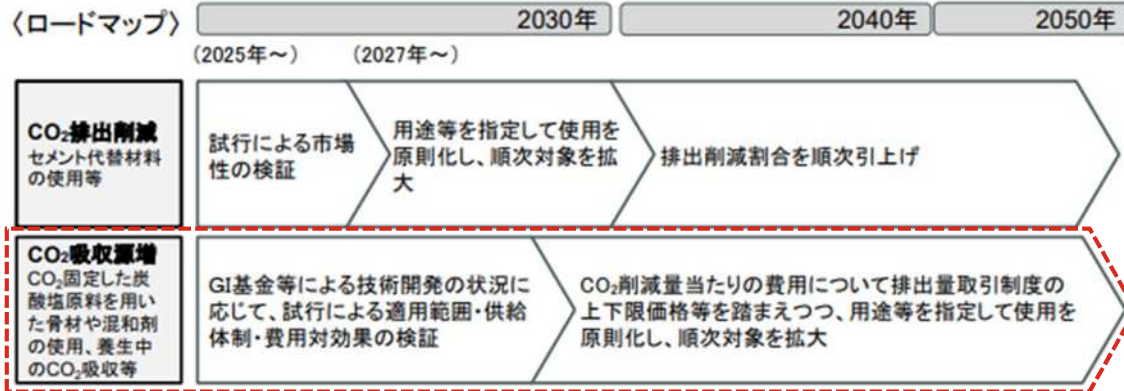 〈ロードマップ〉
2030年
2040年
2050年
(2025年～)
(2027年～)
CO₂排出削減
セメント代替材料
の使用等
試行による市場
性の検証
用途等を指定して使用を
原則化し、順次対象を拡
大
排出削減割合を順次引上げ
CO₂吸収源増
CO₂固定した炭
酸塩原料を用い
た骨材や混和剤
の使用、養生中
のCO₂吸収等
GI基金等による技術開発の状況に
応じて、試行による適用範囲・供給
体制・費用対効果の検証
CO₂削減量当たりの費用について排出量取引制度の
上下限価格等を踏まえつつ、用途等を指定して使用を
原則化し、順次対象を拡大